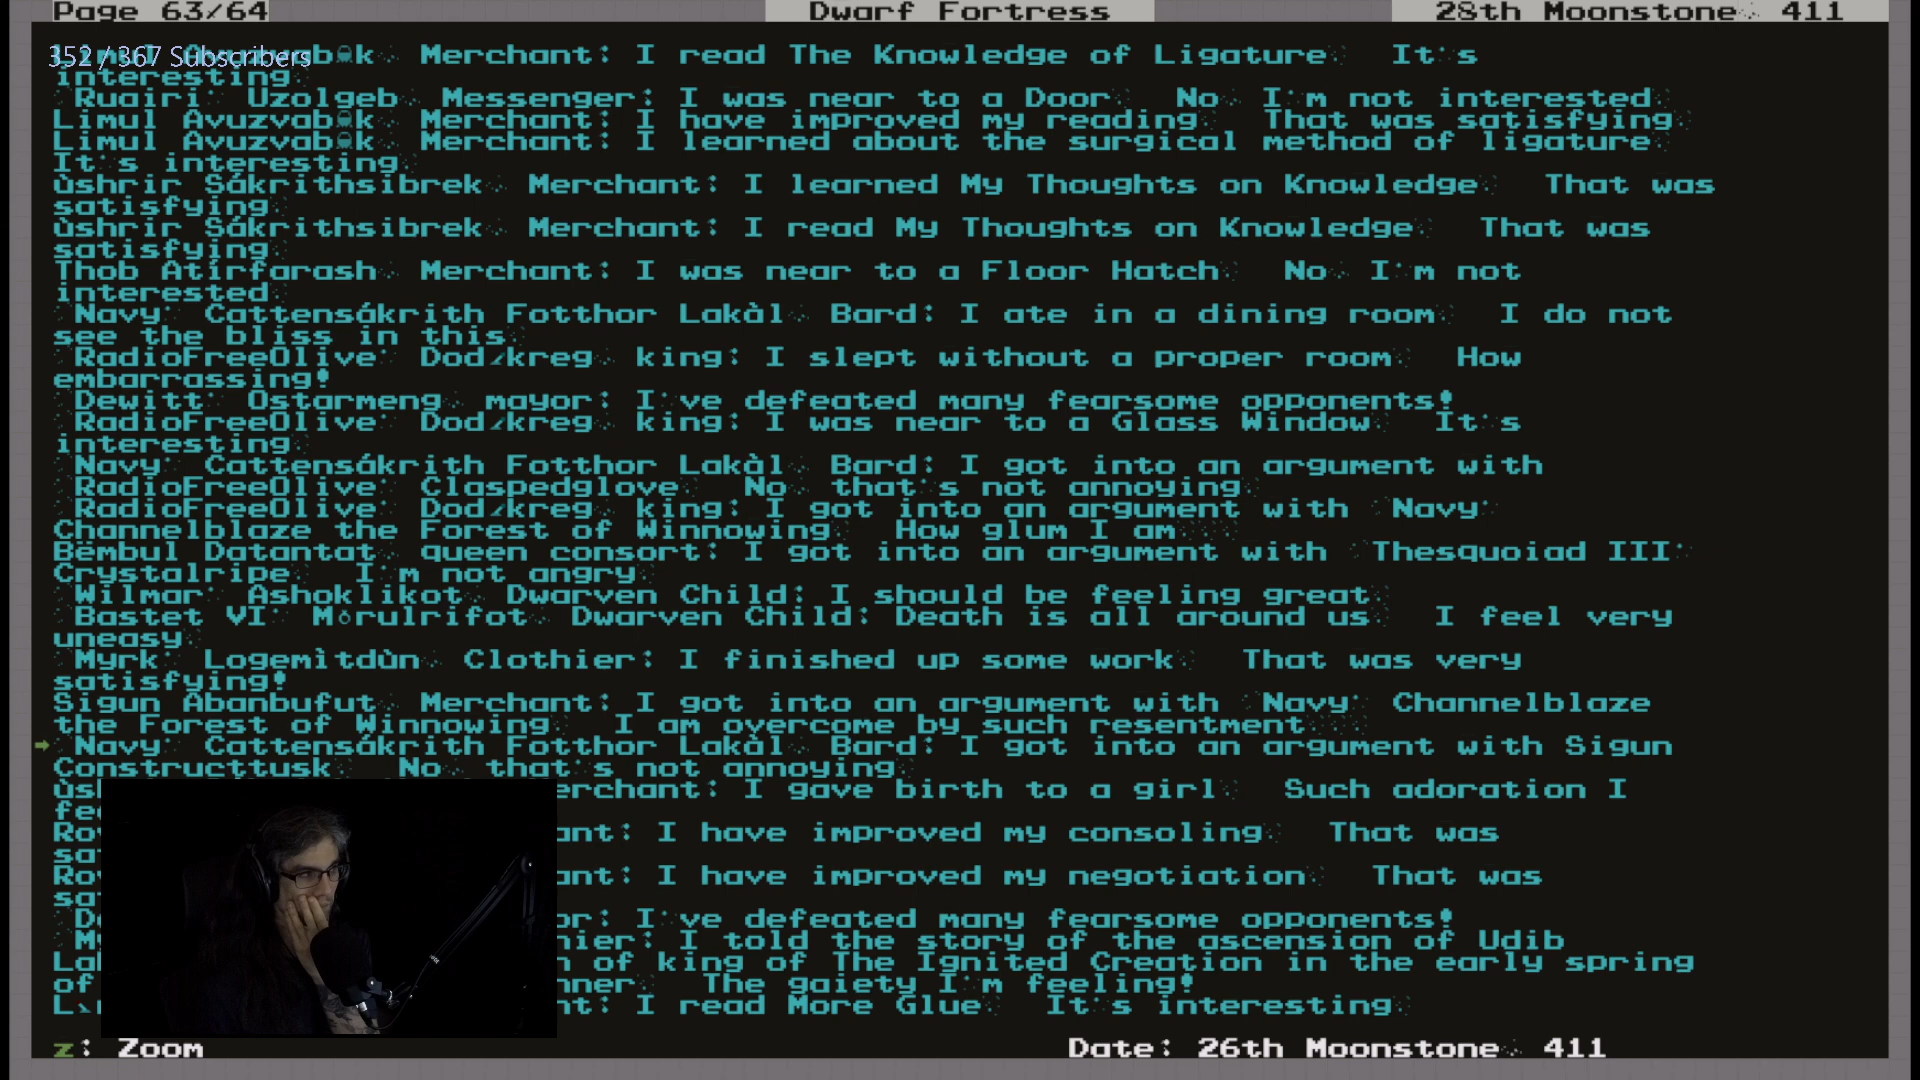 Page 63/64 Dwarf Fortress 28th Moonstone, 411
352 / 367 Subscribers
Merchant: I read The Knowledge of Ligature. It's
interesting.
"Ruairi" Uzolgeb, Messenger: I was near to a Door. No, I'm not interested.
Limul Avuzvab☻k, Merchant: I have improved my reading. That was satisfying.
Limul Avuzvab☻k, Merchant: I learned about the surgical method of ligature.
It's interesting.
ùshrir Sákrithsibrek, Merchant: I learned My Thoughts on Knowledge. That was
satisfying.
ùshrir Sákrithsibrek, Merchant: I read My Thoughts on Knowledge. That was
satisfying.
Thob Atírfarash, Merchant: I was near to a Floor Hatch. No, I'm not
interested.
"Navy" Cattensákrith Fotthor Lakàl, Bard: I ate in a dining room. I do not
see the bliss in this.
"RadioFreeOlive" king: I slept without a proper room. How
embarrassing!
"Dewitt" Ostarmeng, mayor: I've defeated many fearsome opponents!
"RadioFreeOlive" king: I was near to a Glass Window. It's
interesting.
"Navy" Cattensákrith Fotthor Lakàl, Bard: I got into an argument with
"RadioFreeOlive" Claspedglove. No, that's not annoying.
"RadioFreeOlive" king: I got into an argument with "Navy"
Channelblaze the Forest of Winnowing. How glum I am...
Bëmbul Datantat, queen consort: I got into an argument with "Thesquoiad III"
Crystalripe. I'm not angry.
"Wilmar" Ashoklikot, Dwarven Child: I should be feeling great.
"Bastet VI" Dwarven Child: Death is all around us. I feel very
uneasy.
"Myrk" Logemìtdùn, Clothier: I finished up some work. That was very
satisfying!
Sigun Abanbufut, Merchant: I got into an argument with "Navy" Channelblaze
the Forest of Winnowing. I am overcome by such resentment...
"Navy" Cattensákrith Fotthor Lakàl, Bard: I got into an argument with Sigun
Constructtusk. No, that's not annoying.
erchant: I gave birth to a girl. Such adoration I
ant: I have improved my consoling. That was
ant: I have improved my negotiation. That was
or: I've defeated many fearsome opponents!
hier: I told the story of the ascension of Udib
of king of The Ignited Creation in the early spring
of nner. The gaiety I'm feeling!
nt: I read More Glue. It's interesting.
z: Zoom Date: 26th Moonstone, 411